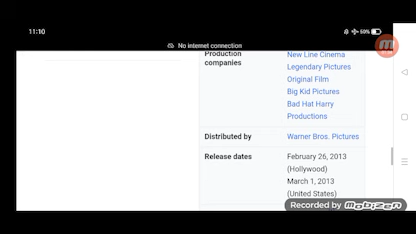 11:10
59%
No internet connection
Production
companies
New Line Cinema
Legendary Pictures
Original Film
Big Kid Pictures
Bad Hat Harry
Productions
Distributed by
Warner Bros. Pictures
Release dates
February 26, 2013
(Hollywood)
March 1, 2013
(United States)
Recorded by mobizen